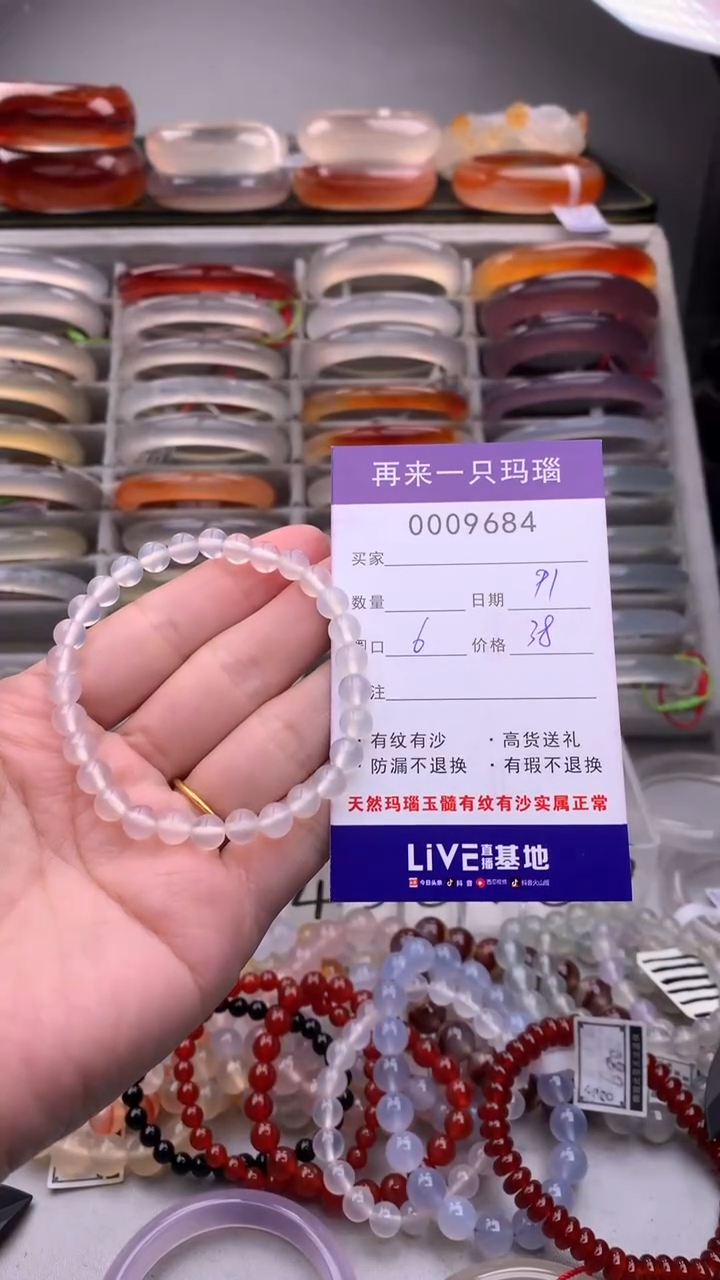 再来一只玛瑙
0009684
买家
数量 日期 91
口 6 价格 38
注
·有纹有沙 ·高货送礼
·防漏不退换 ·有瑕不退换
天然玛瑙玉髓有纹有沙实属正常
LiVE直播基地
今日头条 抖音 西瓜视频 抖音火山版